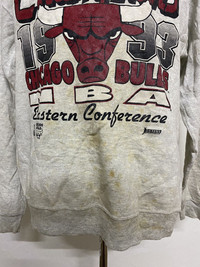 19 93
CHICAGO BULLS
NBA
Eastern Conference